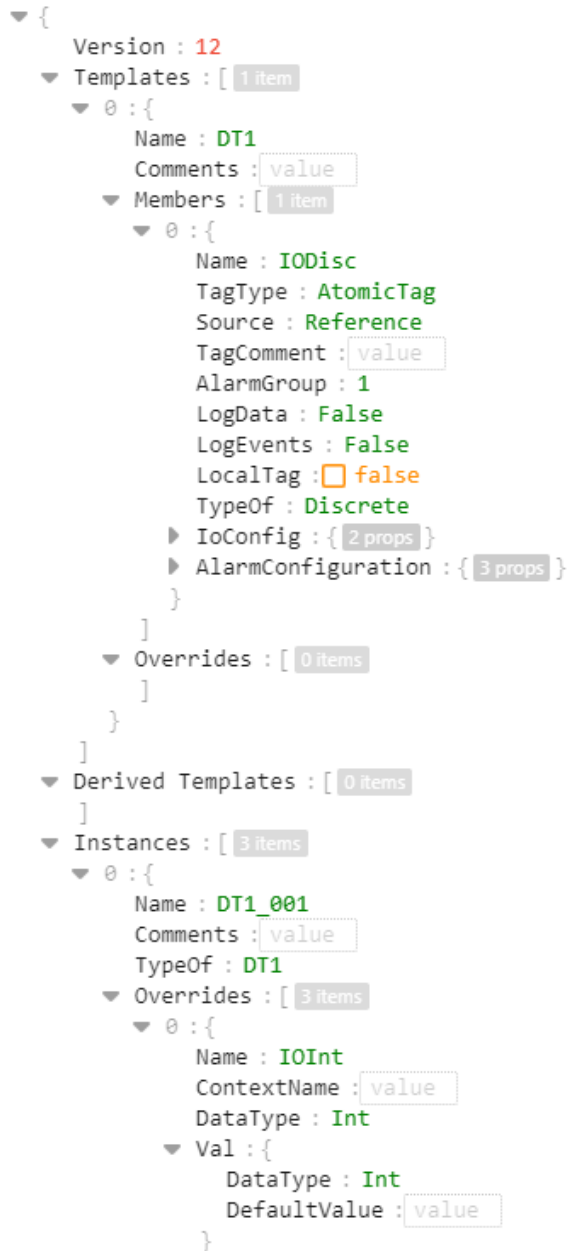 {
Version : 12
Templates : [ 1 item
0 : {
Name : DT1
Comments : value
Members : [ 1 item
0 : {
Name : IODisc
TagType : AtomicTag
Source : Reference
TagComment : value
AlarmGroup : 1
LogData : False
LogEvents : False
LocalTag : false
TypeOf : Discrete
IoConfig : { 2 props }
AlarmConfiguration : { 3 props }
}
]
Overrides : [ 0 items
]
}
]
Derived Templates : [ 0 items
]
Instances : [ 3 items
0 : {
Name : DT1_001
Comments : value
TypeOf : DT1
Overrides : [ 3 items
0 : {
Name : IOInt
ContextName : value
DataType : Int
Val : {
DataType : Int
DefaultValue : value
}